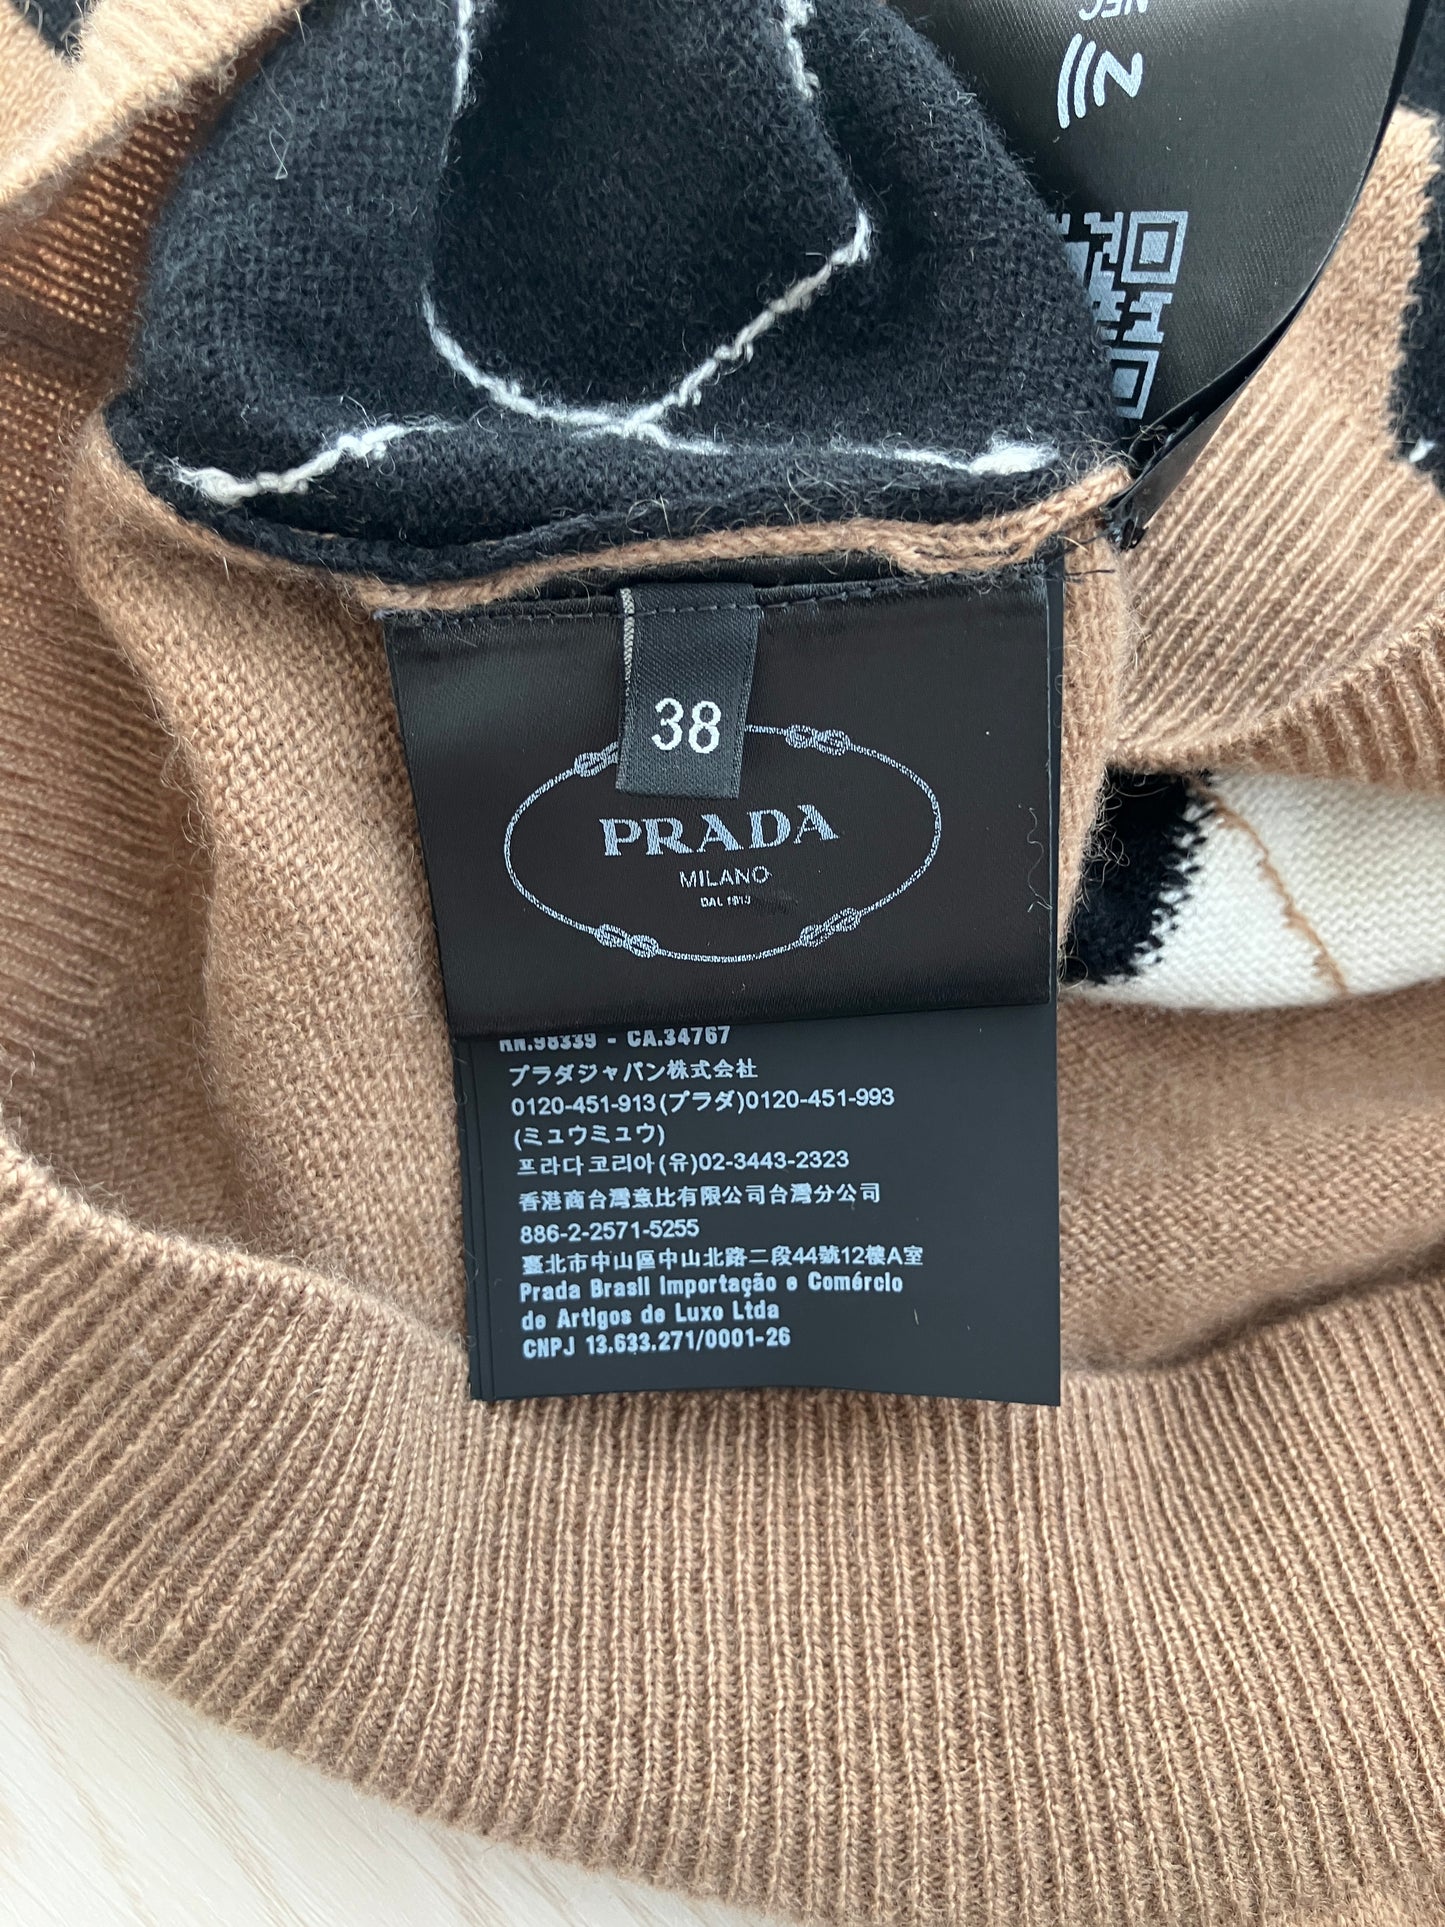 NFC
38
PRADA
MILANO
DAL 1913
RN.98339 - CA.34767
プラダジャパン株式会社
0120-451-913(プラダ)0120-451-993
(ミュウミュウ)
프라다코리아(유)02-3443-2323
香港商台灣意比有限公司台灣分公司
886-2-2571-5255
臺北市中山區中山北路二段44號12樓A室
Prada Brasil Importação e Comércio
de Artigos de Luxo Ltda
CNPJ 13.633.271/0001-26